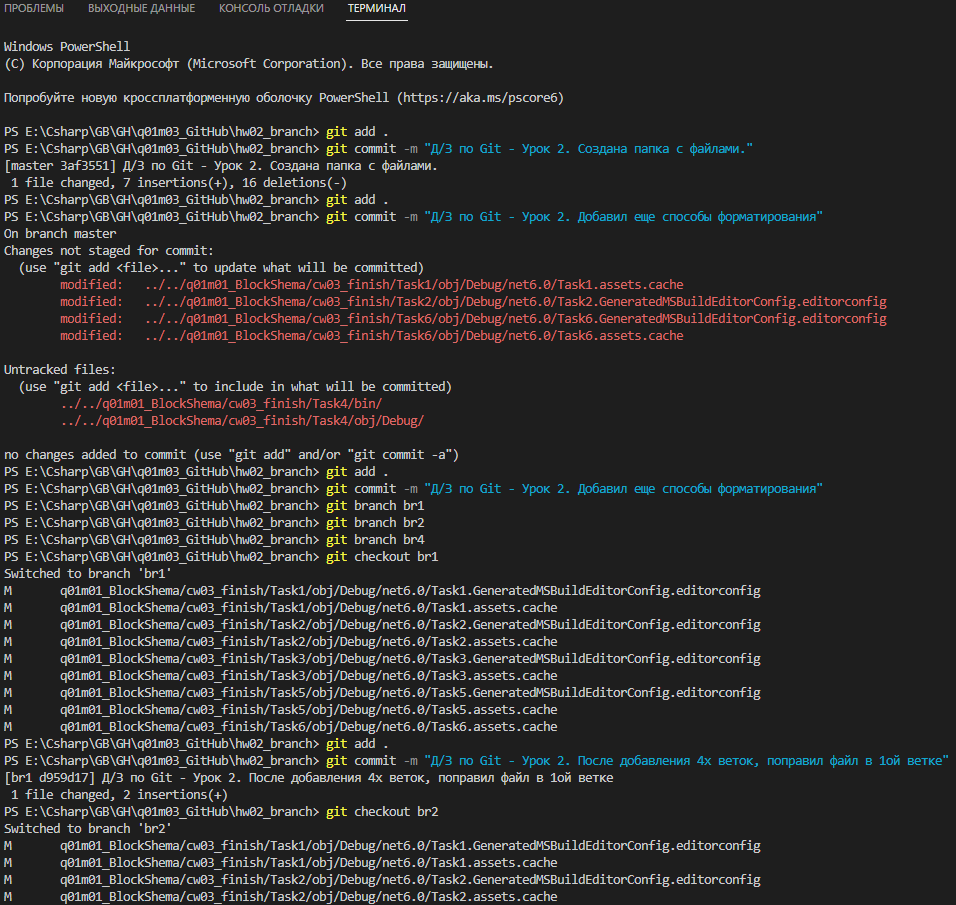 ПРОБЛЕМЫ ВЫХОДНЫЕ ДАННЫЕ КОНСОЛЬ ОТЛАДКИ ТЕРМИНАЛ
Windows PowerShell
(C) Корпорация Майкрософт (Microsoft Corporation). Все права защищены.
Попробуйте новую кроссплатформенную оболочку PowerShell (https://aka.ms/pscore6)
PS E:\Csharp\GB\GH\q01m03_GitHub\hw02_branch> git add .
PS E:\Csharp\GB\GH\q01m03_GitHub\hw02_branch> git commit -m "Д/З по Git - Урок 2. Создана папка с файлами."
[master 3af3551] Д/З по Git - Урок 2. Создана папка с файлами.
 1 file changed, 7 insertions(+), 16 deletions(-)
PS E:\Csharp\GB\GH\q01m03_GitHub\hw02_branch> git add .
PS E:\Csharp\GB\GH\q01m03_GitHub\hw02_branch> git commit -m "Д/З по Git - Урок 2. Добавил еще способы форматирования"
On branch master
Changes not staged for commit:
  (use "git add <file>..." to update what will be committed)
        modified:   ../../q01m01_BlockShema/cw03_finish/Task1/obj/Debug/net6.0/Task1.assets.cache
        modified:   ../../q01m01_BlockShema/cw03_finish/Task2/obj/Debug/net6.0/Task2.GeneratedMSBuildEditorConfig.editorconfig
        modified:   ../../q01m01_BlockShema/cw03_finish/Task6/obj/Debug/net6.0/Task6.GeneratedMSBuildEditorConfig.editorconfig
        modified:   ../../q01m01_BlockShema/cw03_finish/Task6/obj/Debug/net6.0/Task6.assets.cache
Untracked files:
  (use "git add <file>..." to include in what will be committed)
        ../../q01m01_BlockShema/cw03_finish/Task4/bin/
        ../../q01m01_BlockShema/cw03_finish/Task4/obj/Debug/
no changes added to commit (use "git add" and/or "git commit -a")
PS E:\Csharp\GB\GH\q01m03_GitHub\hw02_branch> git add .
PS E:\Csharp\GB\GH\q01m03_GitHub\hw02_branch> git commit -m "Д/З по Git - Урок 2. Добавил еще способы форматирования"
PS E:\Csharp\GB\GH\q01m03_GitHub\hw02_branch> git branch br1
PS E:\Csharp\GB\GH\q01m03_GitHub\hw02_branch> git branch br2
PS E:\Csharp\GB\GH\q01m03_GitHub\hw02_branch> git branch br4
PS E:\Csharp\GB\GH\q01m03_GitHub\hw02_branch> git checkout br1
Switched to branch 'br1'
M       q01m01_BlockShema/cw03_finish/Task1/obj/Debug/net6.0/Task1.GeneratedMSBuildEditorConfig.editorconfig
M       q01m01_BlockShema/cw03_finish/Task1/obj/Debug/net6.0/Task1.assets.cache
M       q01m01_BlockShema/cw03_finish/Task2/obj/Debug/net6.0/Task2.GeneratedMSBuildEditorConfig.editorconfig
M       q01m01_BlockShema/cw03_finish/Task2/obj/Debug/net6.0/Task2.assets.cache
M       q01m01_BlockShema/cw03_finish/Task3/obj/Debug/net6.0/Task3.GeneratedMSBuildEditorConfig.editorconfig
M       q01m01_BlockShema/cw03_finish/Task3/obj/Debug/net6.0/Task3.assets.cache
M       q01m01_BlockShema/cw03_finish/Task5/obj/Debug/net6.0/Task5.GeneratedMSBuildEditorConfig.editorconfig
M       q01m01_BlockShema/cw03_finish/Task5/obj/Debug/net6.0/Task5.assets.cache
M       q01m01_BlockShema/cw03_finish/Task6/obj/Debug/net6.0/Task6.assets.cache
PS E:\Csharp\GB\GH\q01m03_GitHub\hw02_branch> git add .
PS E:\Csharp\GB\GH\q01m03_GitHub\hw02_branch> git commit -m "Д/З по Git - Урок 2. После добавления 4х веток, поправил файл в 1ой ветке"
[br1 d959d17] Д/З по Git - Урок 2. После добавления 4х веток, поправил файл в 1ой ветке
 1 file changed, 2 insertions(+)
PS E:\Csharp\GB\GH\q01m03_GitHub\hw02_branch> git checkout br2
Switched to branch 'br2'
M       q01m01_BlockShema/cw03_finish/Task1/obj/Debug/net6.0/Task1.GeneratedMSBuildEditorConfig.editorconfig
M       q01m01_BlockShema/cw03_finish/Task1/obj/Debug/net6.0/Task1.assets.cache
M       q01m01_BlockShema/cw03_finish/Task2/obj/Debug/net6.0/Task2.GeneratedMSBuildEditorConfig.editorconfig
M       q01m01_BlockShema/cw03_finish/Task2/obj/Debug/net6.0/Task2.assets.cache